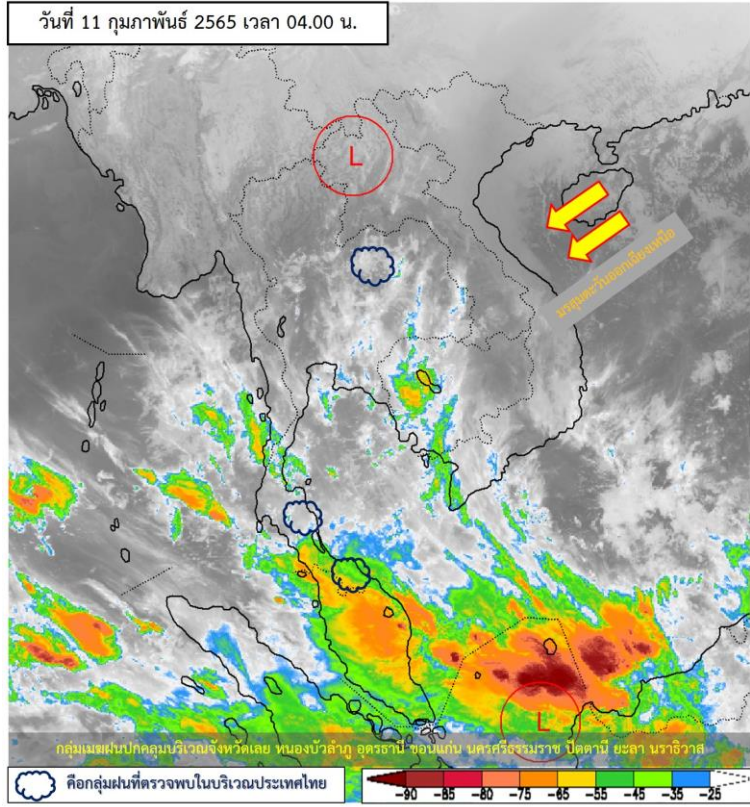 วันที่ 11 กุมภาพันธ์ 2565 เวลา 04.00 น.
L
มรสุมตะวันออกเฉียงเหนือ
L
กลุ่มเมฆฝนปกคลุมบริเวณจังหวัดเลย หนองบัวลำภู อุดรธานี ขอนแก่น นครศรีธรรมราช ปัตตานี ยะลา นราธิวาส
คือกลุ่มฝนที่ตรวจพบในบริเวณประเทศไทย
-90 -85 -80 -75 -65 -55 -45 -35 -25